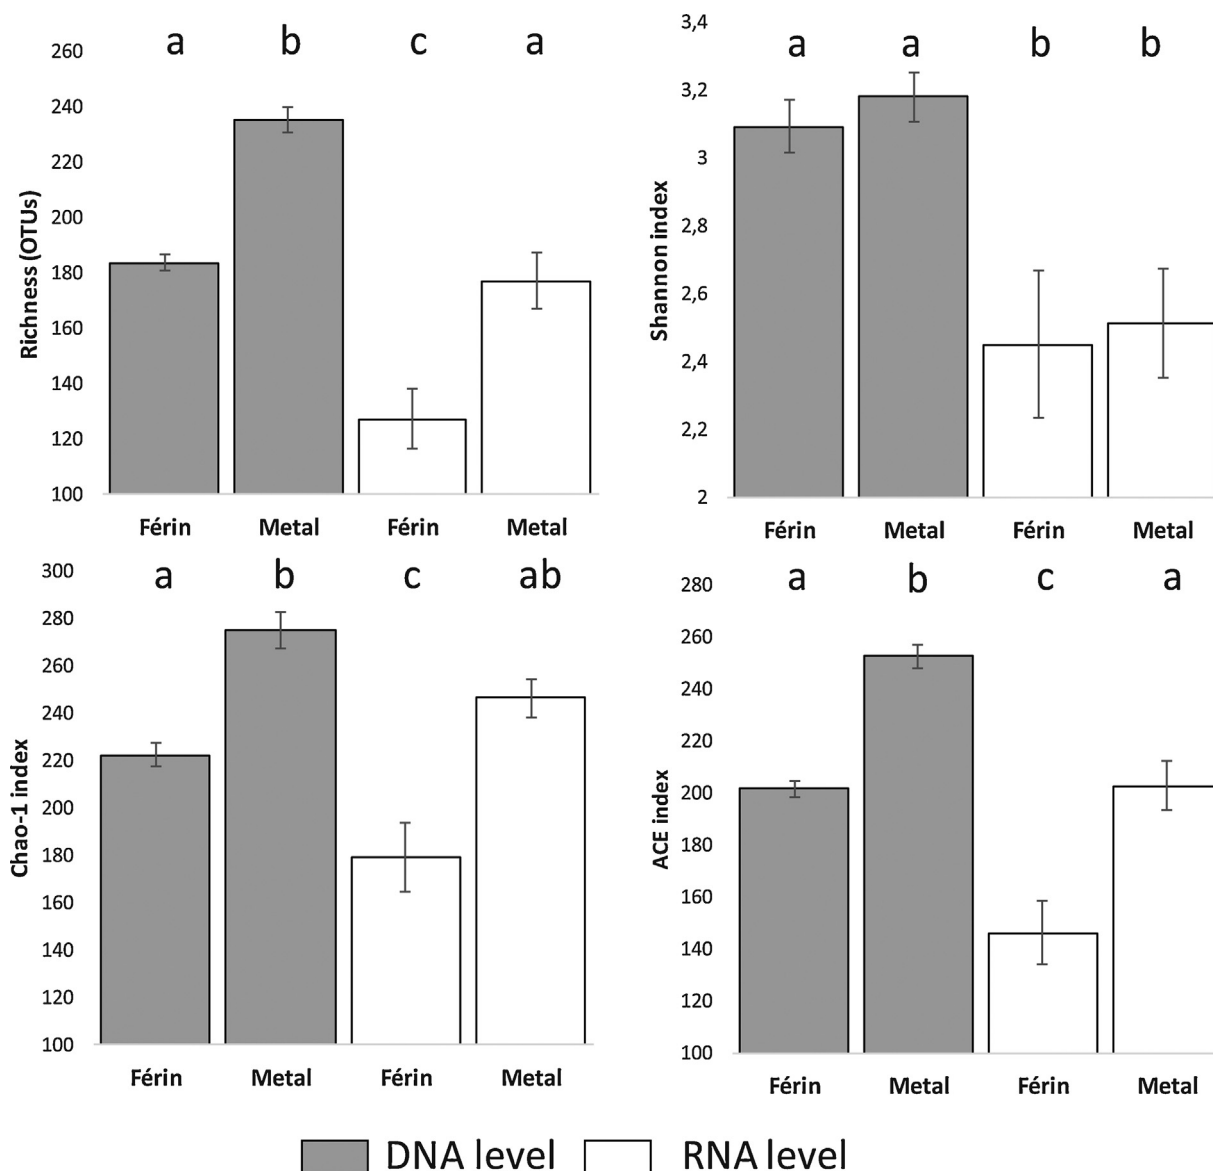 a b c a
260
240
220
200
180
160
140
120
100
Richness (OTUs)
Férin Metal Férin Metal
a a b b
3,4
3,2
3
2,8
2,6
2,4
2,2
2
Shannon index
Férin Metal Férin Metal
a b c ab
300
280
260
240
220
200
180
160
140
120
100
Chao-1 index
Férin Metal Férin Metal
a b c a
280
260
240
220
200
180
160
140
120
100
ACE index
Férin Metal Férin Metal
DNA level RNA level